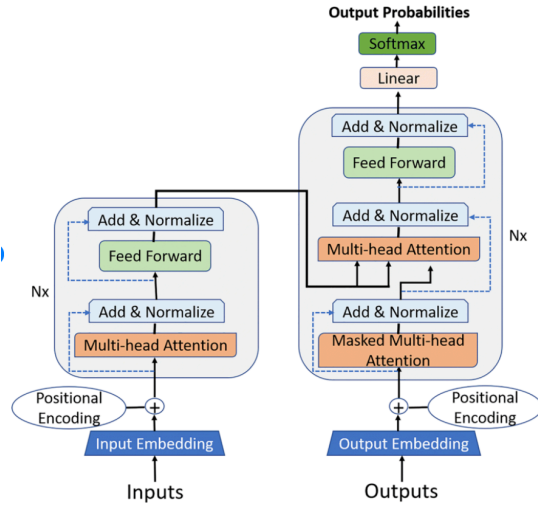 Output Probabilities
Softmax
Linear
Add & Normalize
Feed Forward
Add & Normalize
Multi-head Attention
Nx
Add & Normalize
Masked Multi-head
Attention
Positional
Encoding
Output Embedding
Outputs
Add & Normalize
Feed Forward
Nx
Add & Normalize
Multi-head Attention
Positional
Encoding
Input Embedding
Inputs